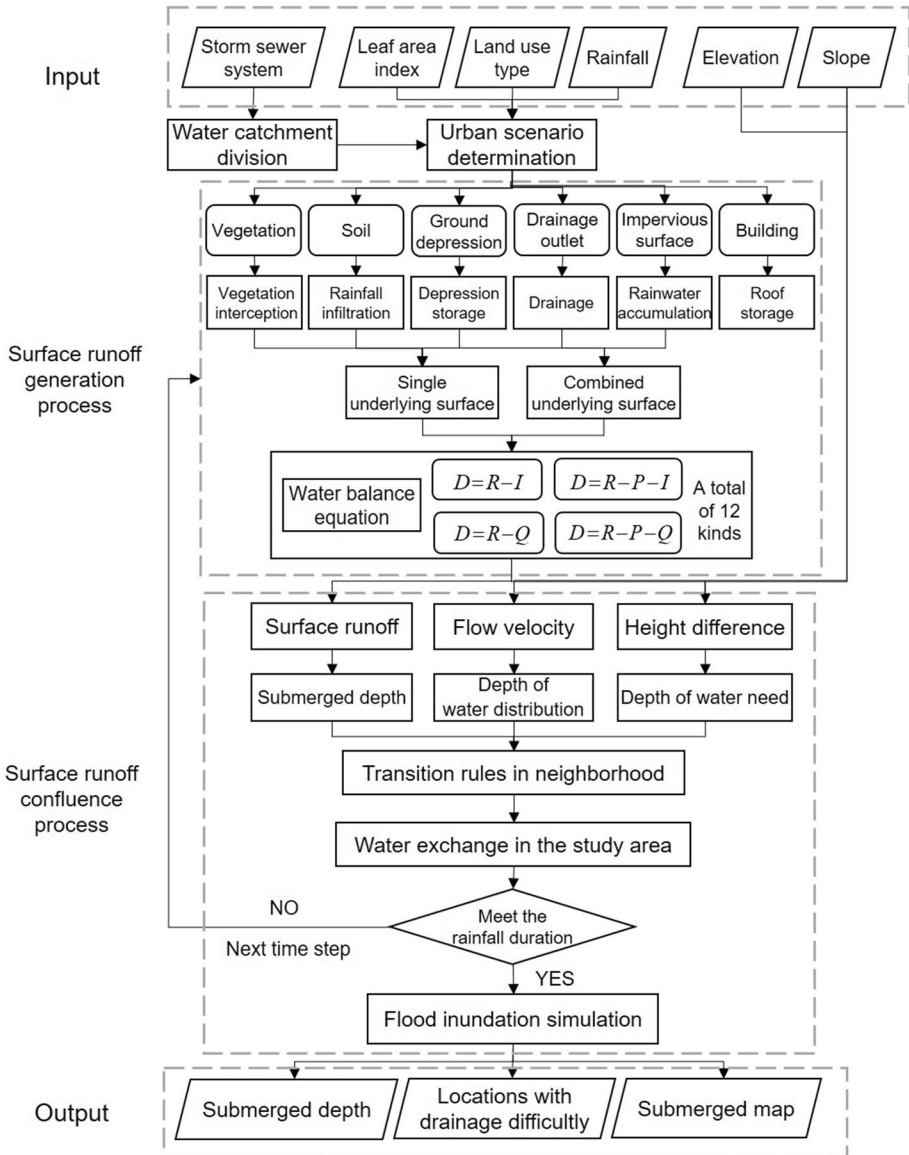 Input
Storm sewer
system
Leaf area
index
Land use
type
Rainfall
Elevation
Slope
Water catchment
division
Urban scenario
determination
Surface runoff
generation
process
Vegetation
Soil
Ground
depression
Drainage
outlet
Impervious
surface
Building
Vegetation
interception
Rainfall
infiltration
Depression
storage
Drainage
Rainwater
accumulation
Roof
storage
Single
underlying surface
Combined
underlying surface
Water balance
equation
D=R−I
D=R−P−I
D=R−Q
D=R−P−Q
A total
of 12
kinds
Surface runoff
confluence
process
Surface runoff
Flow velocity
Height difference
Submerged depth
Depth of
water distribution
Depth of water need
Transition rules in neighborhood
Water exchange in the study area
Meet the
rainfall duration
NO
Next time step
YES
Flood inundation simulation
Output
Submerged depth
Locations with
drainage difficultly
Submerged map